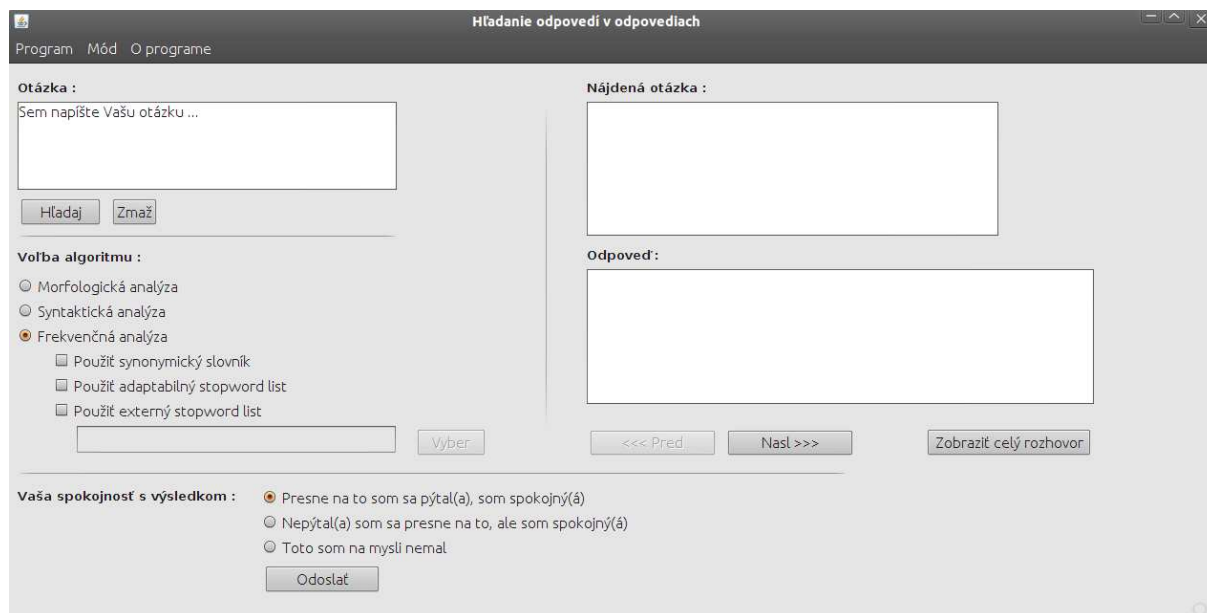 Hľadanie odpovedí v odpovediach
Program Mód O programe
Otázka :
Sem napíšte Vašu otázku ...
Hľadaj Zmaž
Voľba algoritmu :
Morfologická analýza
Syntaktická analýza
Frekvenčná analýza
Použiť synonymický slovník
Použiť adaptabilný stopword list
Použiť externý stopword list
Vyber
Nájdená otázka :
Odpoveď:
<<< Pred Nasl >>> Zobraziť celý rozhovor
Vaša spokojnosť s výsledkom :
Presne na to som sa pýtal(a), som spokojný(á)
Nepýtal(a) som sa presne na to, ale som spokojný(á)
Toto som na mysli nemal
Odoslať